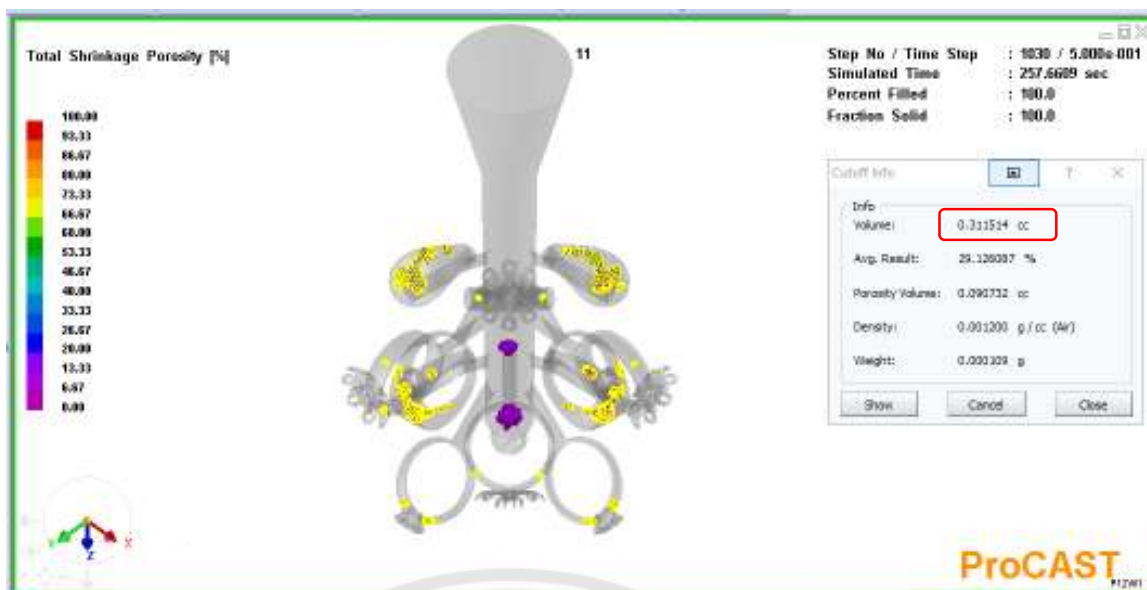 Total Shrinkage Porosity [%]
11
Step No / Time Step : 1030 / 5.000e-001
Simulated Time : 257.6609 sec
Percent Filled : 100.0
Fraction Solid : 100.0
100.00
93.33
86.67
80.00
73.33
66.67
60.00
53.33
46.67
40.00
33.33
26.67
20.00
13.33
6.67
0.00
Cutoff Info
Info
Volume: 0.311514 cc
Avg. Result: 29.126087 %
Porosity Volume: 0.090732 cc
Density: 0.001200 g / cc (Air)
Weight: 0.000109 g
Show Cancel Close
Y
X
Z
ProCAST